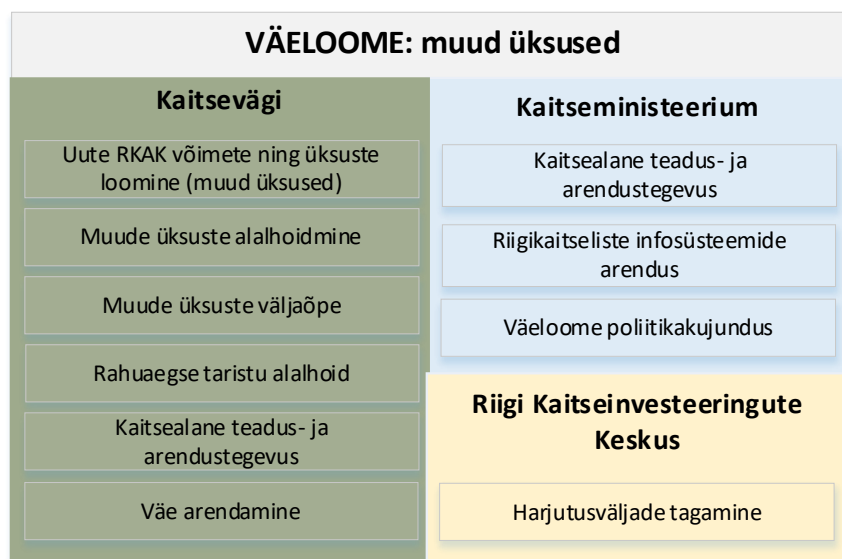 VÄELOOME: muud üksused
Kaitsevägi
Uute RKAK võimete ning üksuste
loomine (muud üksused)
Muude üksuste alalhoidmine
Muude üksuste väljaõpe
Rahuaegse taristu alalhoid
Kaitsealane teadus- ja
arendustegevus
Väe arendamine
Kaitseministeerium
Kaitsealane teadus- ja
arendustegevus
Riigikaitseliste infosüsteemide
arendus
Väeloome poliitikakujundus
Riigi Kaitseinvesteeringute
Keskus
Harjutusväljade tagamine